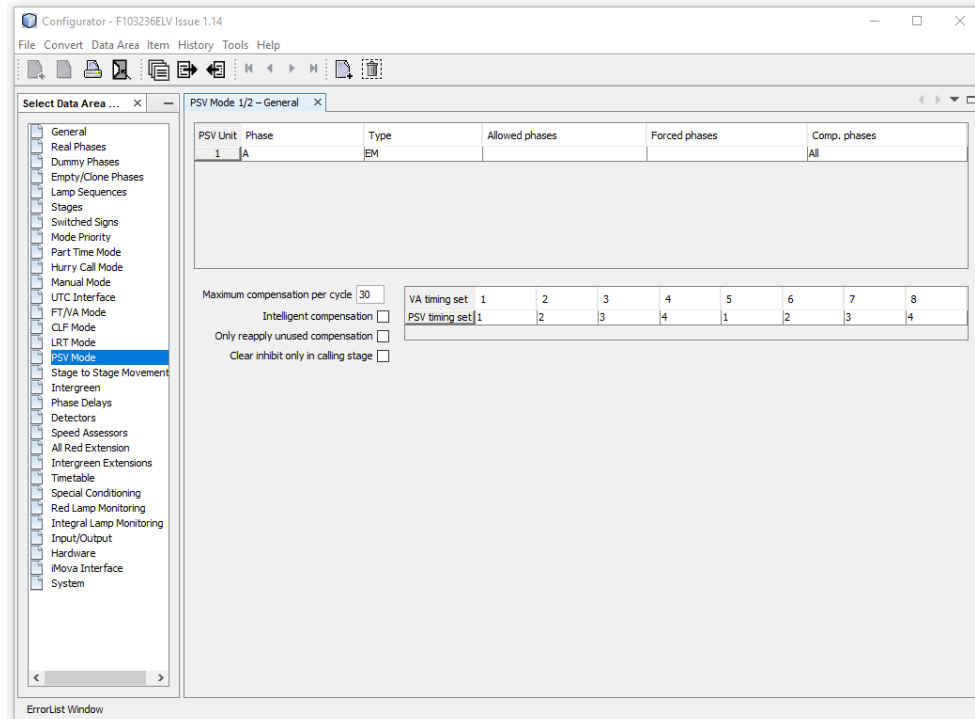 Configurator - F103236ELV Issue 1.14
File Convert Data Area Item History Tools Help
Select Data Area ...
PSV Mode 1/2 – General
General
Real Phases
Dummy Phases
Empty/Clone Phases
Lamp Sequences
Stages
Switched Signs
Mode Priority
Part Time Mode
Hurry Call Mode
Manual Mode
UTC Interface
FT/VA Mode
CLF Mode
LRT Mode
PSV Mode
Stage to Stage Movement
Intergreen
Phase Delays
Detectors
Speed Assessors
All Red Extension
Intergreen Extensions
Timetable
Special Conditioning
Red Lamp Monitoring
Integral Lamp Monitoring
Input/Output
Hardware
iMova Interface
System
PSV Unit Phase Type Allowed phases Forced phases Comp. phases
1 A EM All
Maximum compensation per cycle 30
Intelligent compensation
Only reapply unused compensation
Clear inhibit only in calling stage
VA timing set 1 2 3 4 5 6 7 8
PSV timing set 1 2 3 4 1 2 3 4
ErrorList Window